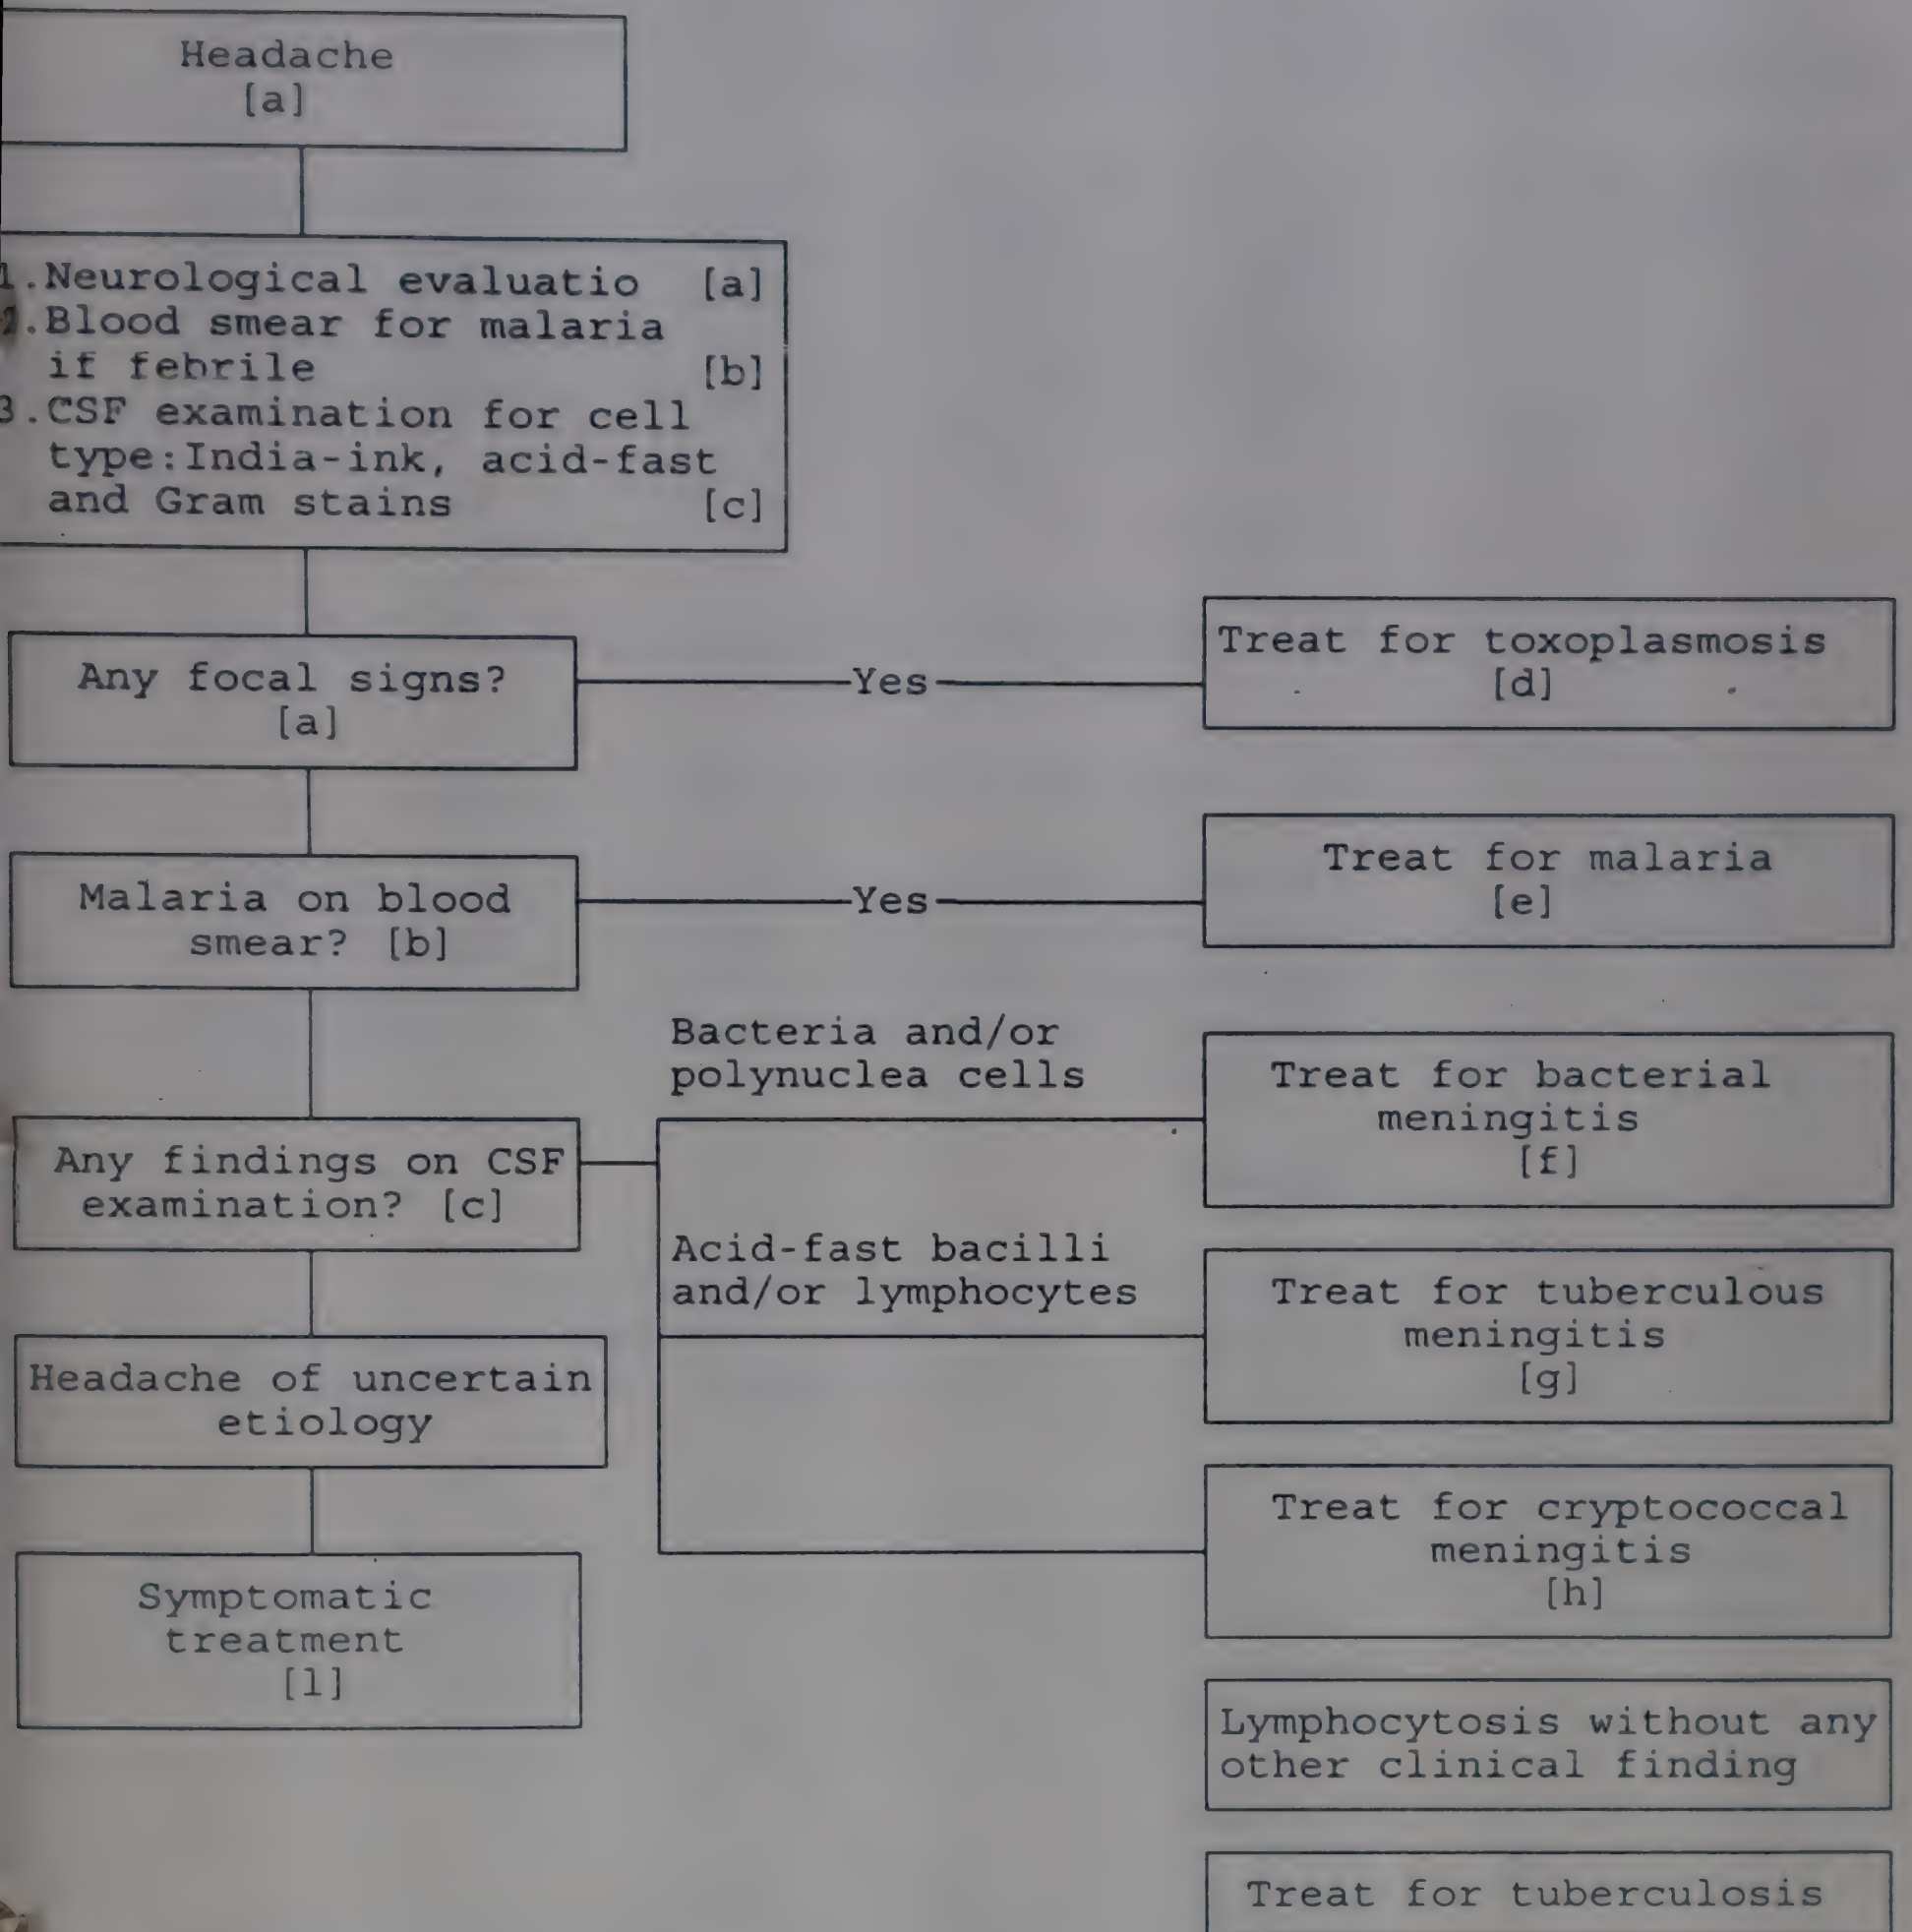 Headache
[a]
1.Neurological evaluatio [a]
2.Blood smear for malaria
if febrile [b]
3.CSF examination for cell
type:India-ink, acid-fast
and Gram stains [c]
Any focal signs?
[a]
Yes
Treat for toxoplasmosis
[d]
Malaria on blood
smear? [b]
Yes
Treat for malaria
[e]
Any findings on CSF
examination? [c]
Bacteria and/or
polynuclea cells
Treat for bacterial
meningitis
[f]
Acid-fast bacilli
and/or lymphocytes
Treat for tuberculous
meningitis
[g]
Treat for cryptococcal
meningitis
[h]
Headache of uncertain
etiology
Symptomatic
treatment
[l]
Lymphocytosis without any
other clinical finding
Treat for tuberculosis